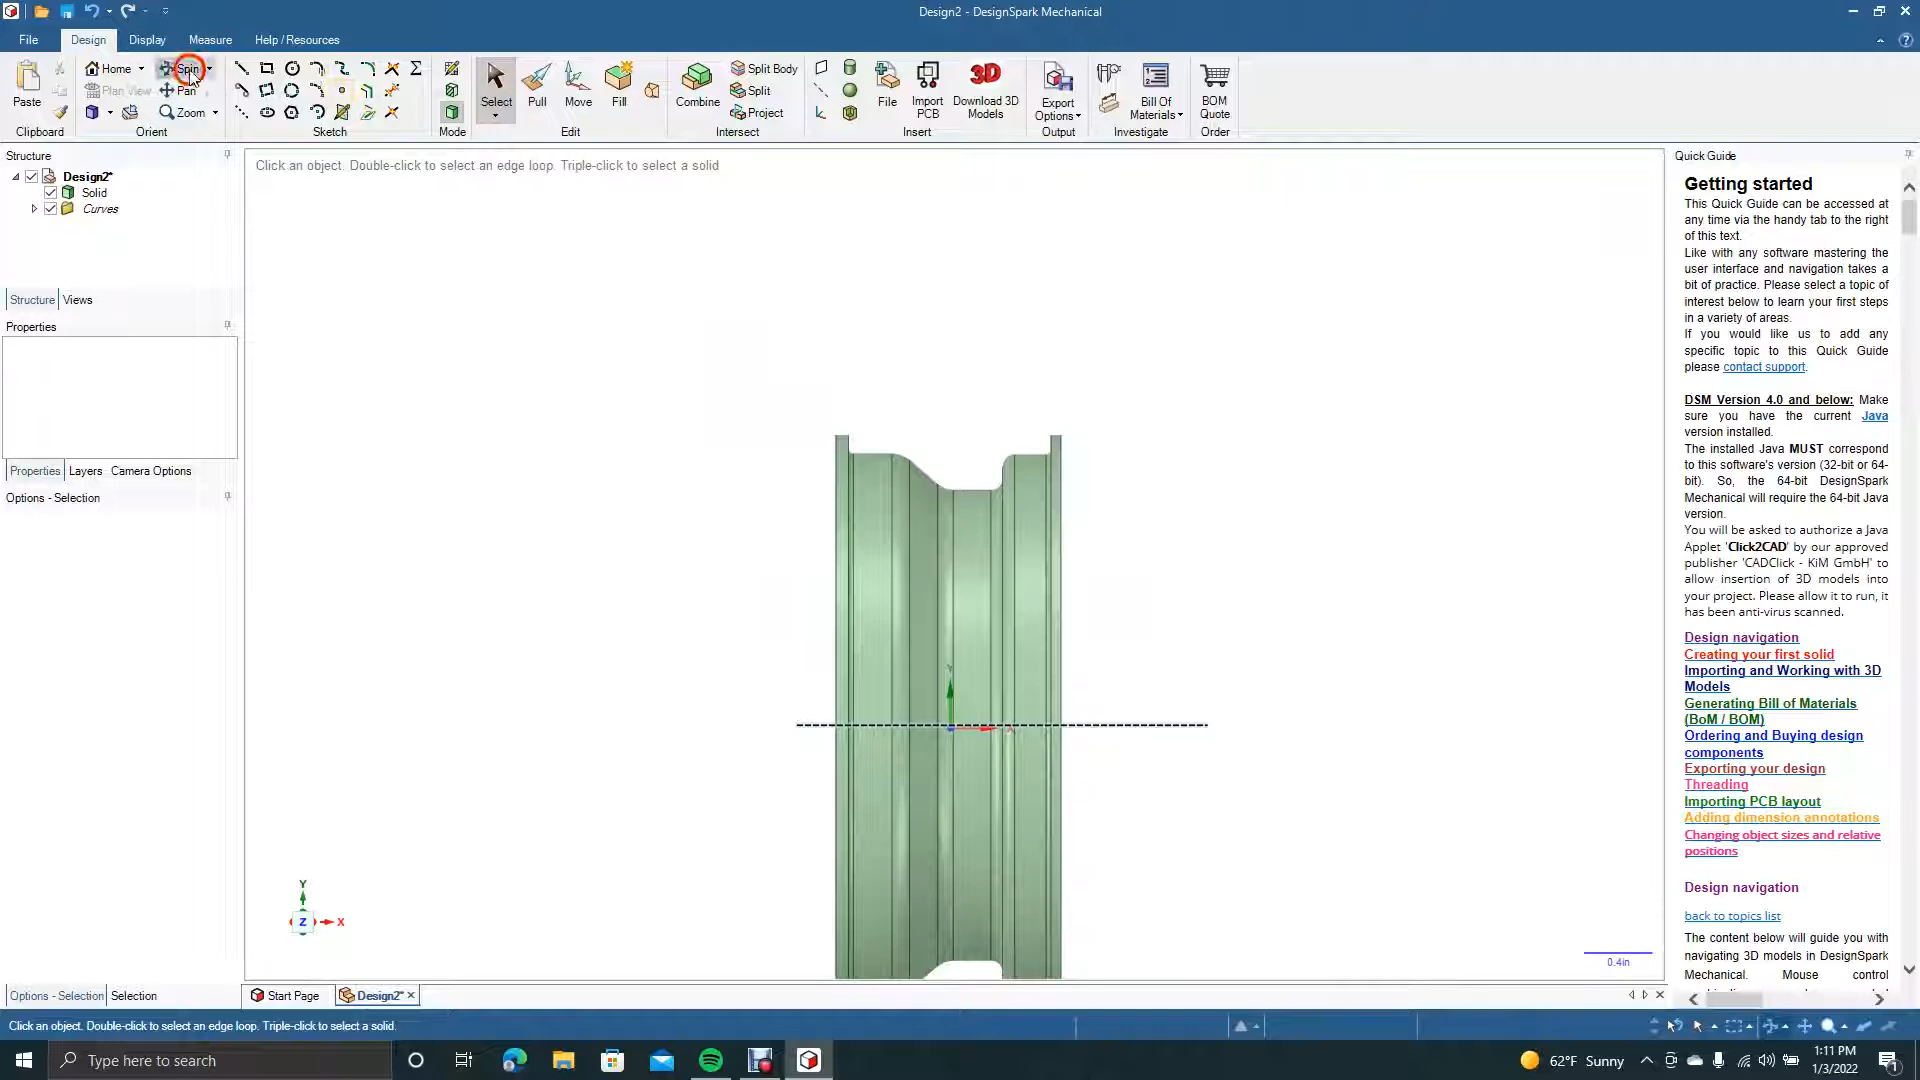 Design2 - DesignSpark Mechanical
File Design Display Measure Help / Resources
Paste
Home Spin
Plan View Pan
Zoom
Select Pull Move Fill
Combine
Split Body
Split
Project
File
Import PCB
Download 3D Models
Export Options
Bill Of Materials
BOM Quote
Clipboard Orient Sketch Mode Edit Intersect Insert Output Investigate Order
Structure
Design2*
Solid
Curves
Structure Views
Properties
Properties Layers Camera Options
Options - Selection
Click an object. Double-click to select an edge loop. Triple-click to select a solid
Y
X
Y
Z X
0.4in
Quick Guide
Getting started
This Quick Guide can be accessed at
any time via the handy tab to the right
of this text.
Like with any software mastering the
user interface and navigation takes a
bit of practice. Please select a topic of
interest below to learn your first steps
in a variety of areas.
If you would like us to add any
specific topic to this Quick Guide
please contact support.
DSM Version 4.0 and below: Make
sure you have the current Java
version installed.
The installed Java MUST correspond
to this software's version (32-bit or 64-
bit). So, the 64-bit DesignSpark
Mechanical will require the 64-bit Java
version.
You will be asked to authorize a Java
Applet 'Click2CAD' by our approved
publisher 'CADClick - KiM GmbH' to
allow insertion of 3D models into
your project. Please allow it to run, it
has been anti-virus scanned.
Design navigation
Creating your first solid
Importing and Working with 3D
Models
Generating Bill of Materials
(BoM / BOM)
Ordering and Buying design
components
Exporting your design
Threading
Importing PCB layout
Adding dimension annotations
Changing object sizes and relative
positions
Design navigation
back to topics list
The content below will guide you with
navigating 3D models in DesignSpark
Mechanical. Mouse control
Options - Selection Selection
Start Page Design2*
Click an object. Double-click to select an edge loop. Triple-click to select a solid.
Type here to search
62°F Sunny
1:11 PM
1/3/2022
1